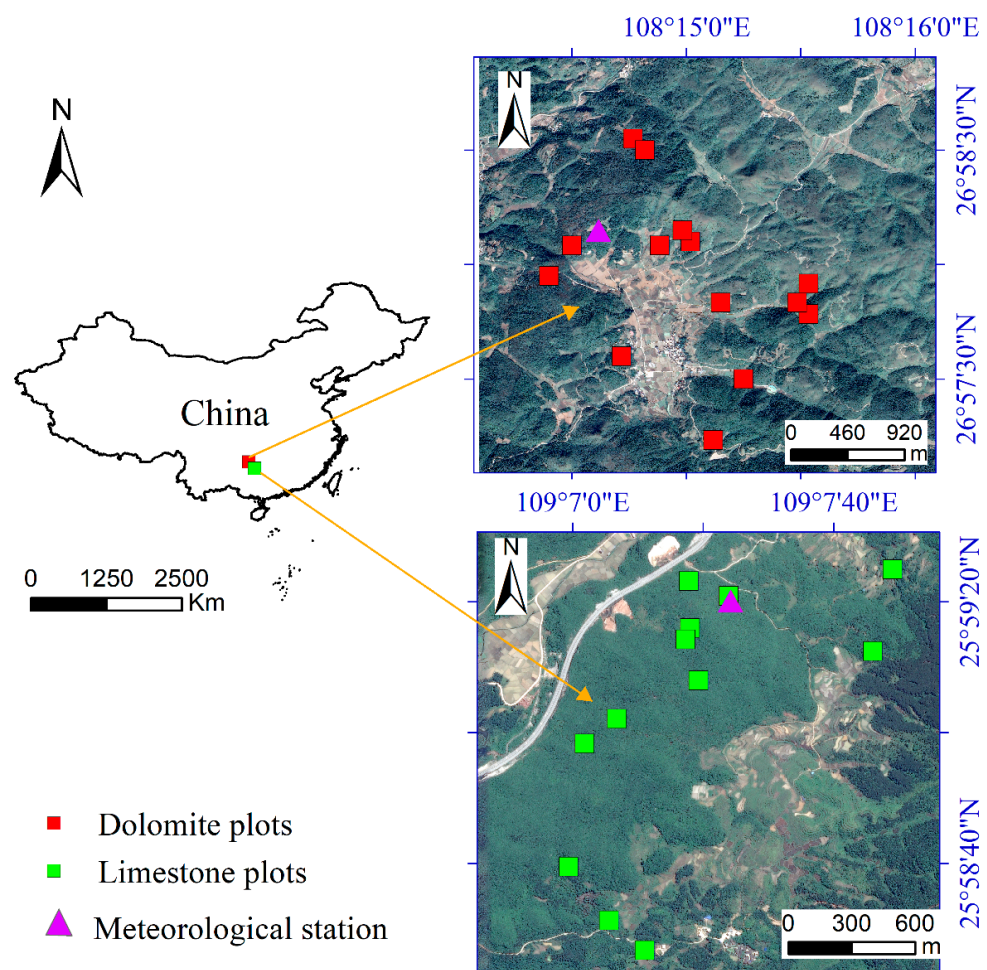 108°15'0"E 108°16'0"E
N
N
26°58'30"N
26°57'30"N
China
0 460 920
m
109°7'0"E 109°7'40"E
N
0 1250 2500
Km
25°59'20"N
25°58'40"N
Dolomite plots
Limestone plots
Meteorological station
0 300 600
m